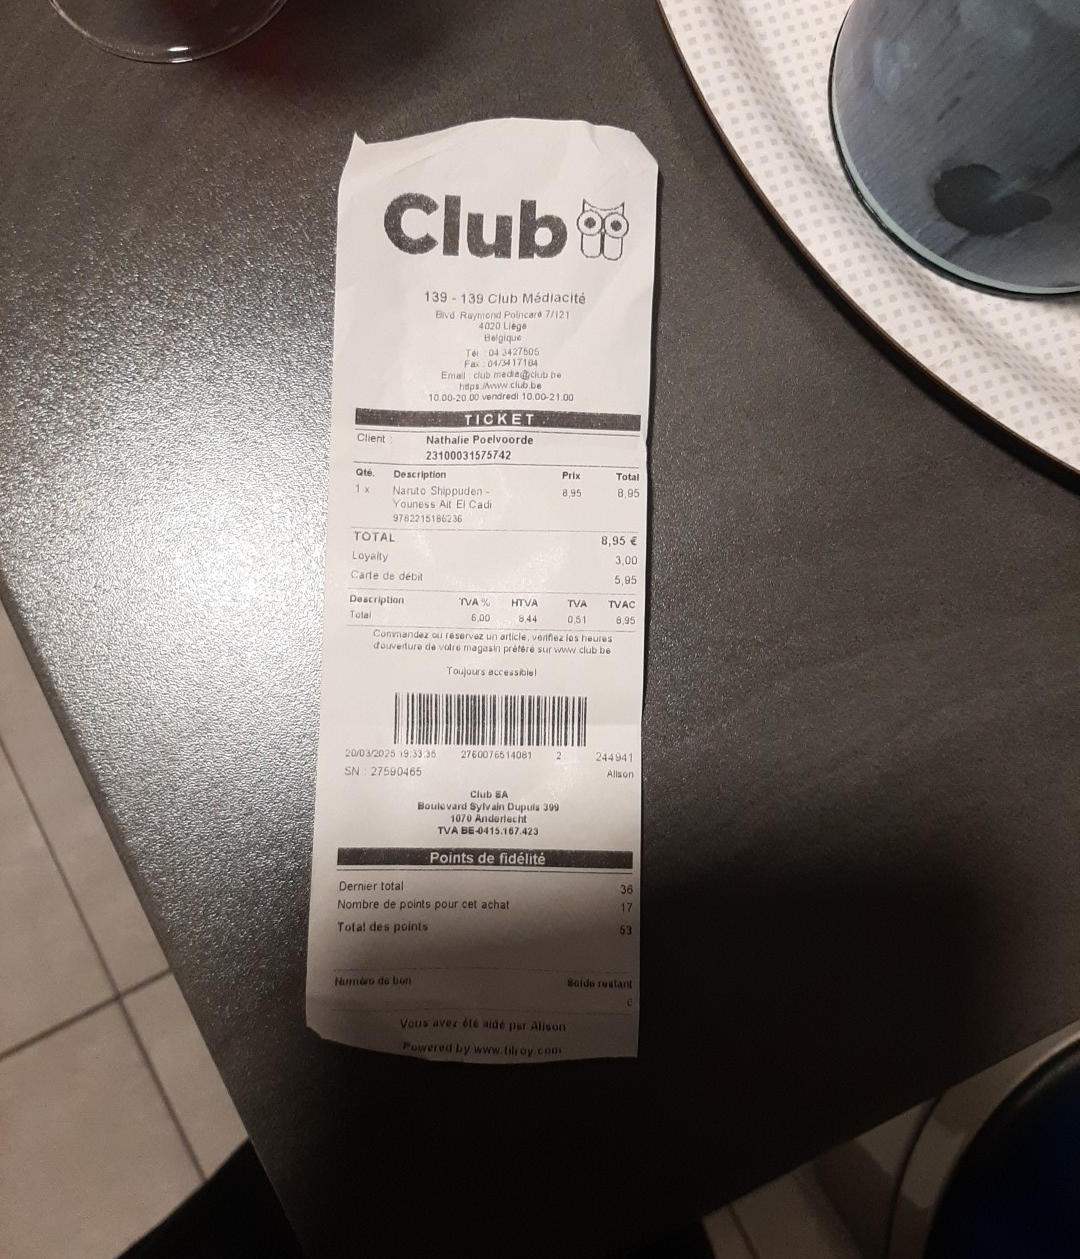 Club
139 - 139 Club Médiacité
Blvd Raymond Poincaré 7/121
4020 Liège
Belgique
Tél : 04 3427605
Fax : 04/3417184
Email : club.media@club.be
https://www.club.be
10.00-20.00 vendredi 10.00-21.00
TICKET
Client : Nathalie Poelvoorde
23100031575742
Qté. Description Prix Total
1 x Naruto Shippuden - 8,95 8,95
Youness Ait El Cadi
9782215186236
TOTAL 8,95 €
Loyalty 3,00
Carte de débit 5,95
Description TVA % HTVA TVA TVAC
Total 6,00 8,44 0,51 8,95
Commandez ou réservez un article, vérifiez les heures
d'ouverture de votre magasin préféré sur www.club.be
Toujours accessible!
20/03/2025 19:33:36 2760076514081 2 244941
SN : 27590465 Alison
Club SA
Boulevard Sylvain Dupuis 399
1070 Anderlecht
TVA BE-0415.167.423
Points de fidélité
Dernier total 36
Nombre de points pour cet achat 17
Total des points 53
Numéro de bon Solde restant
0
Vous avez été aidé par Alison
Powered by www.tilroy.com